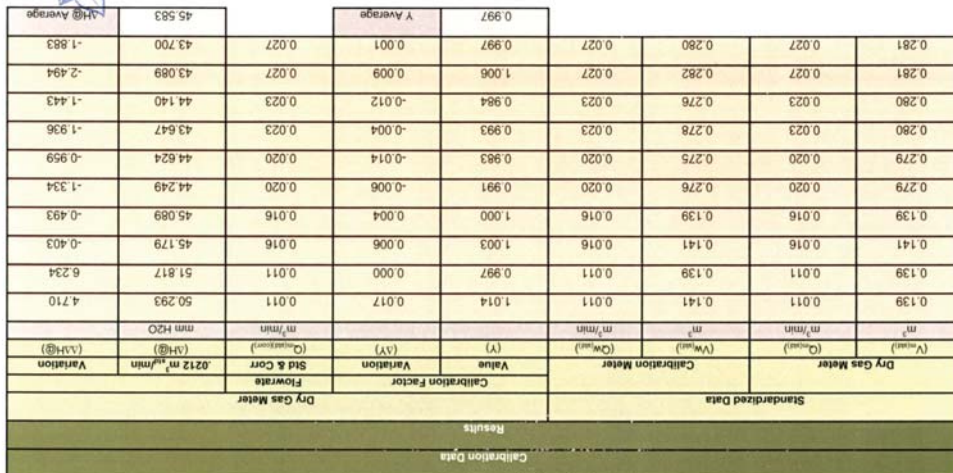 Calibration Data
Results
Standardized Data Dry Gas Meter
Dry Gas Meter Calibration Meter Calibration Factor Flowrate
Value Variation Std & Corr .0212 m³std/min Variation
(Vm(std)) (Qm(std)) (Vw(std)) (Qw(std)) (Y) (ΔY) (Qm(std)(corr)) (ΔH@) (ΔΔH@)
m³ m³/min m³ m³/min m³/min mm H2O
0.139 0.011 0.141 0.011 1.014 0.017 0.011 50.293 4.710
0.139 0.011 0.139 0.011 0.997 0.000 0.011 51.817 6.234
0.141 0.016 0.141 0.016 1.003 0.006 0.016 45.179 -0.403
0.139 0.016 0.139 0.016 1.000 0.004 0.016 45.089 -0.493
0.279 0.020 0.276 0.020 0.991 -0.006 0.020 44.249 -1.334
0.279 0.020 0.275 0.020 0.983 -0.014 0.020 44.624 -0.959
0.280 0.023 0.278 0.023 0.993 -0.004 0.023 43.647 -1.936
0.280 0.023 0.276 0.023 0.984 -0.012 0.023 44.140 -1.443
0.281 0.027 0.282 0.027 1.006 0.009 0.027 43.089 -2.494
0.281 0.027 0.280 0.027 0.997 0.001 0.027 43.700 -1.883
0.997 Y Average 45.583 ΔH@ Average